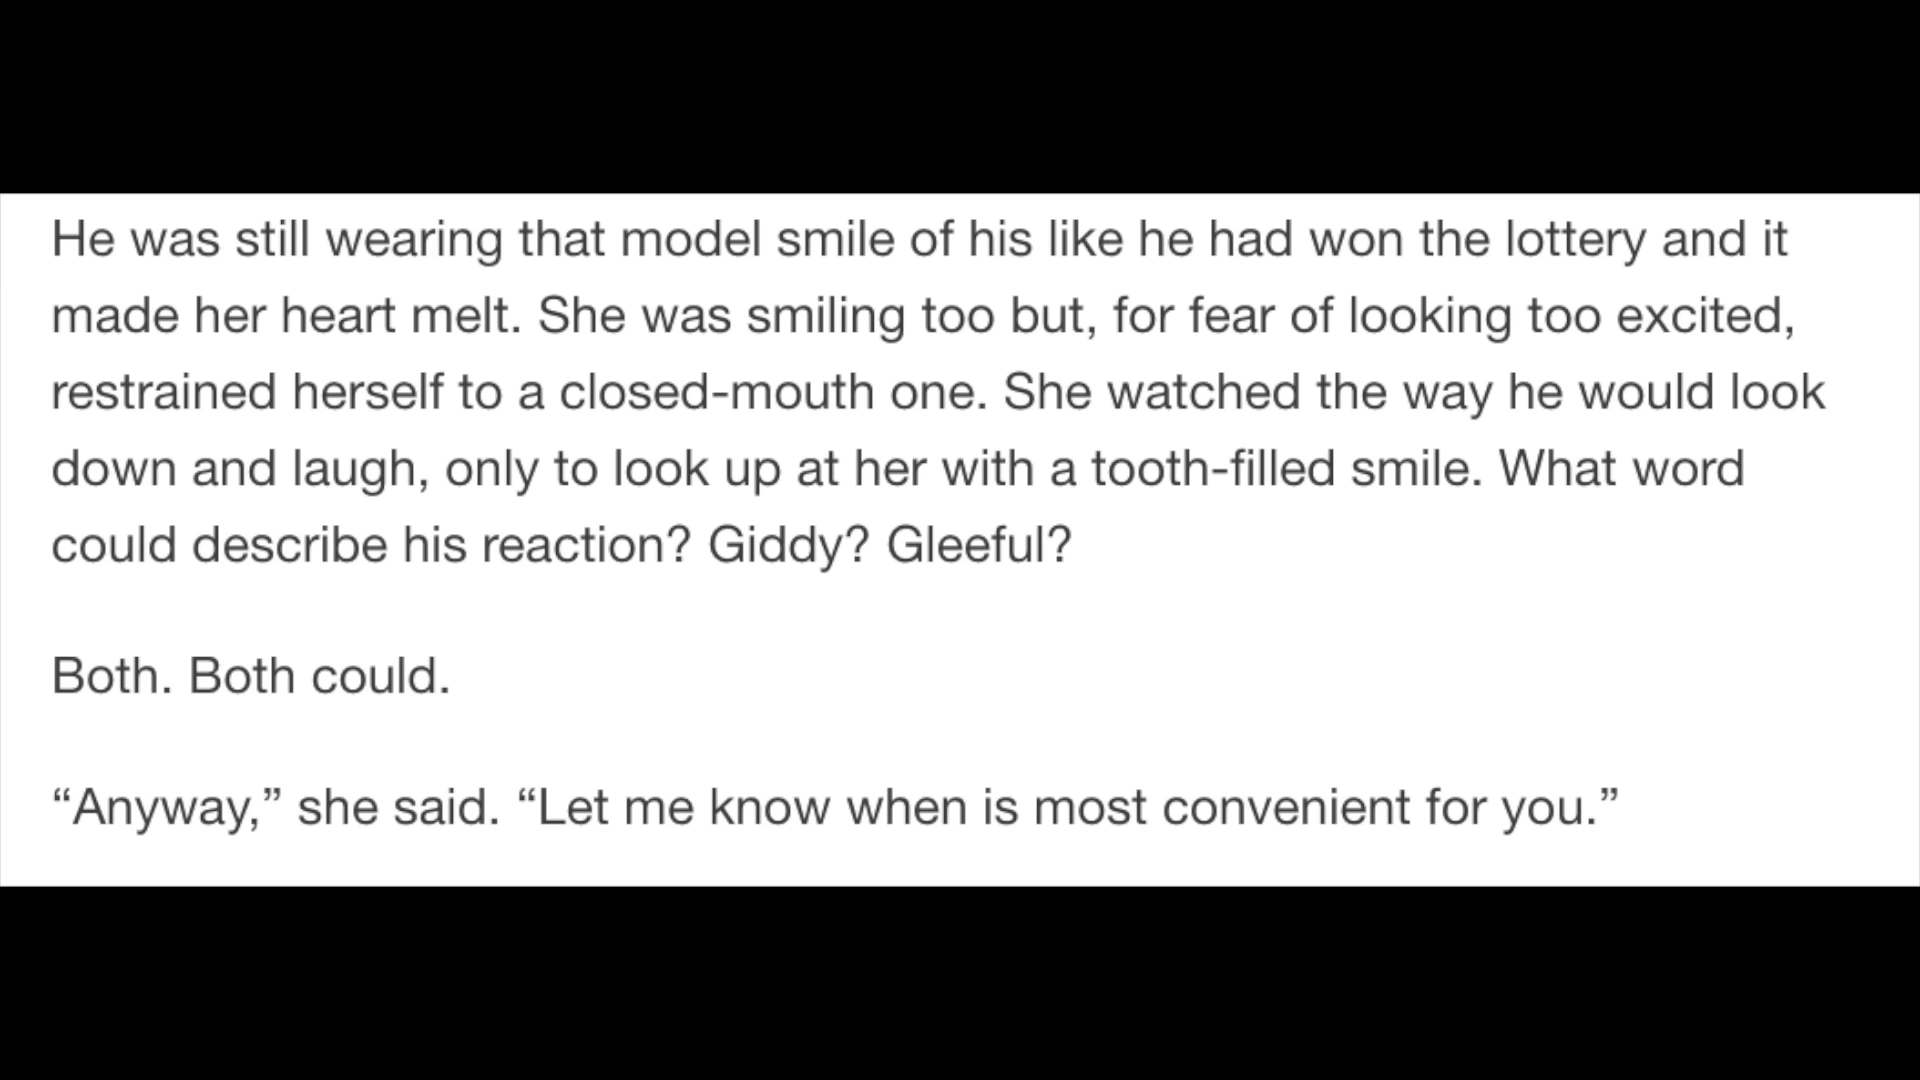 He was still wearing that model smile of his like he had won the lottery and it
made her heart melt. She was smiling too but, for fear of looking too excited,
restrained herself to a closed-mouth one. She watched the way he would look
down and laugh, only to look up at her with a tooth-filled smile. What word
could describe his reaction? Giddy? Gleeful?
Both. Both could.
“Anyway,” she said. “Let me know when is most convenient for you.”